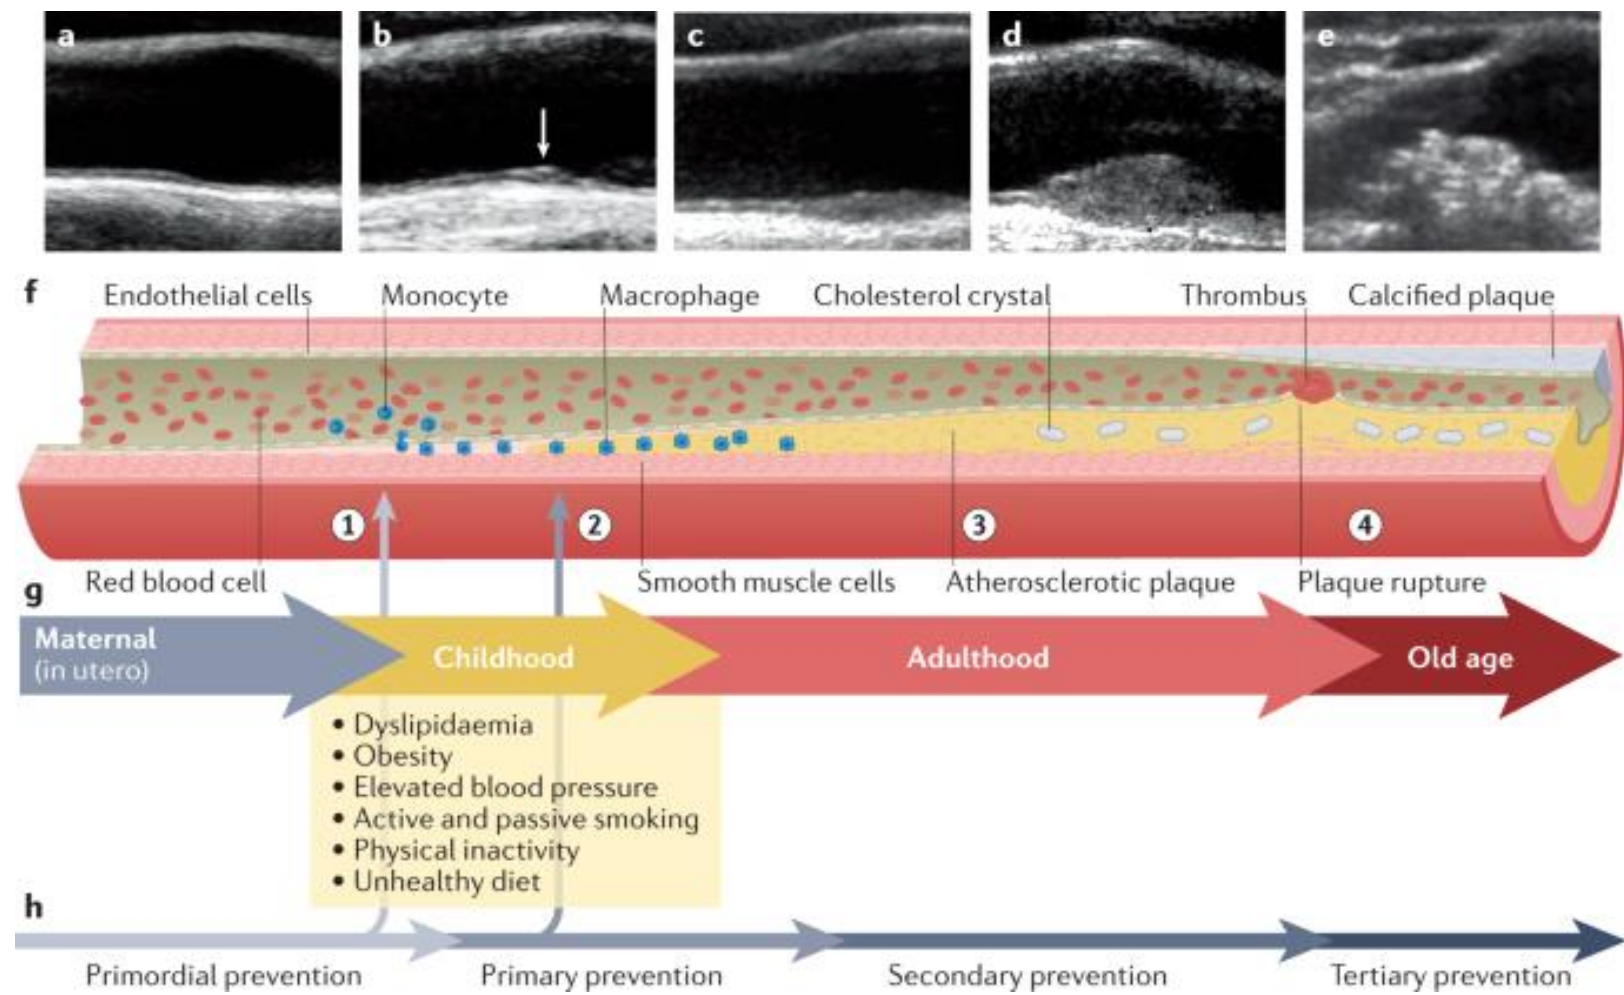 a b c d e
f
Endothelial cells Monocyte Macrophage Cholesterol crystal Thrombus Calcified plaque
1 2 3 4
Red blood cell Smooth muscle cells Atherosclerotic plaque Plaque rupture
g
Maternal
(in utero)
Childhood Adulthood Old age
• Dyslipidaemia
• Obesity
• Elevated blood pressure
• Active and passive smoking
• Physical inactivity
• Unhealthy diet
h
Primordial prevention Primary prevention Secondary prevention Tertiary prevention